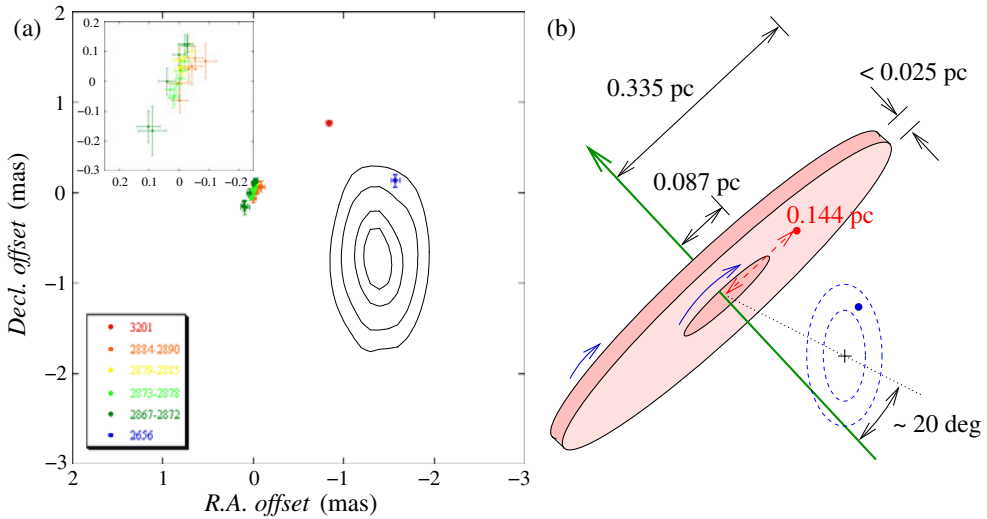 (a)
2
1
0
−1
−2
−3
Decl. offset (mas)
0.2
0.1
0
-0.1
-0.2
-0.3
0.2 0.1 0 -0.1 -0.2
3201
2884-2890
2879-2885
2873-2878
2867-2872
2656
2 1 0 −1 −2 −3
R.A. offset (mas)
(b)
0.335 pc
< 0.025 pc
0.087 pc
0.144 pc
~ 20 deg